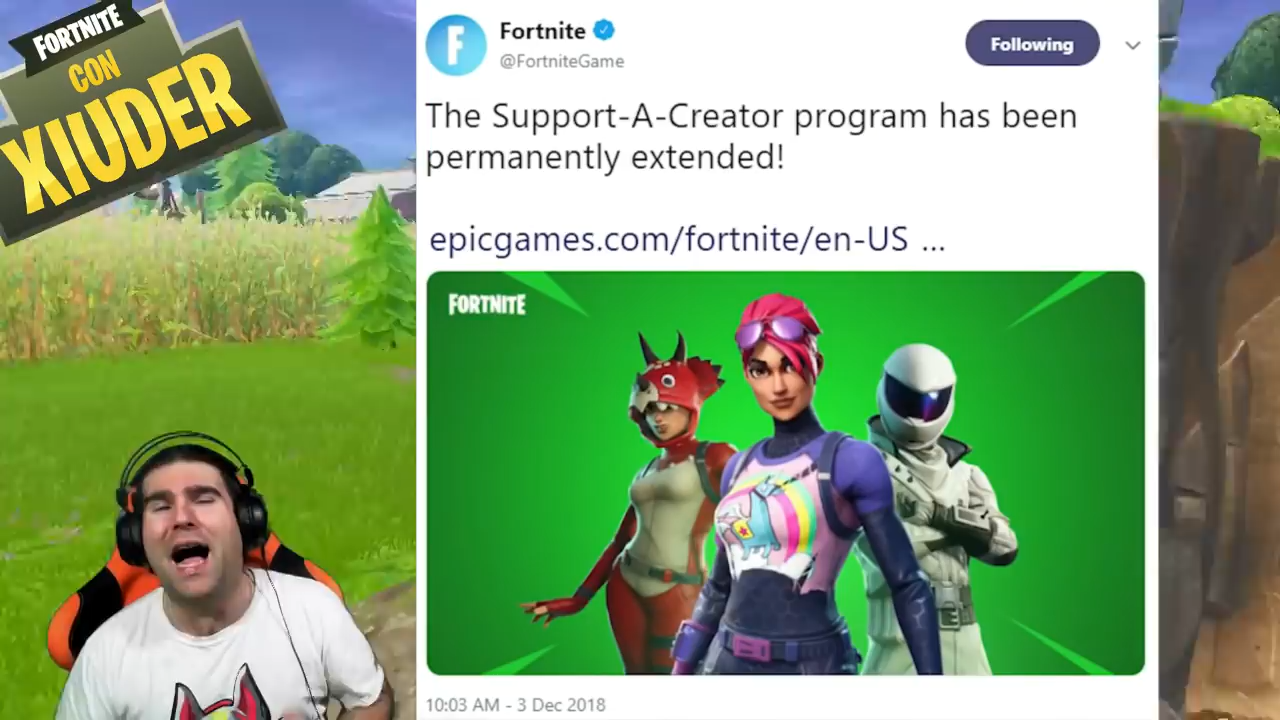 FORTNITE
CON
XIUDER
Fortnite
@FortniteGame
Following
The Support-A-Creator program has been
permanently extended!
epicgames.com/fortnite/en-US ...
FORTNITE
10:03 AM - 3 Dec 2018